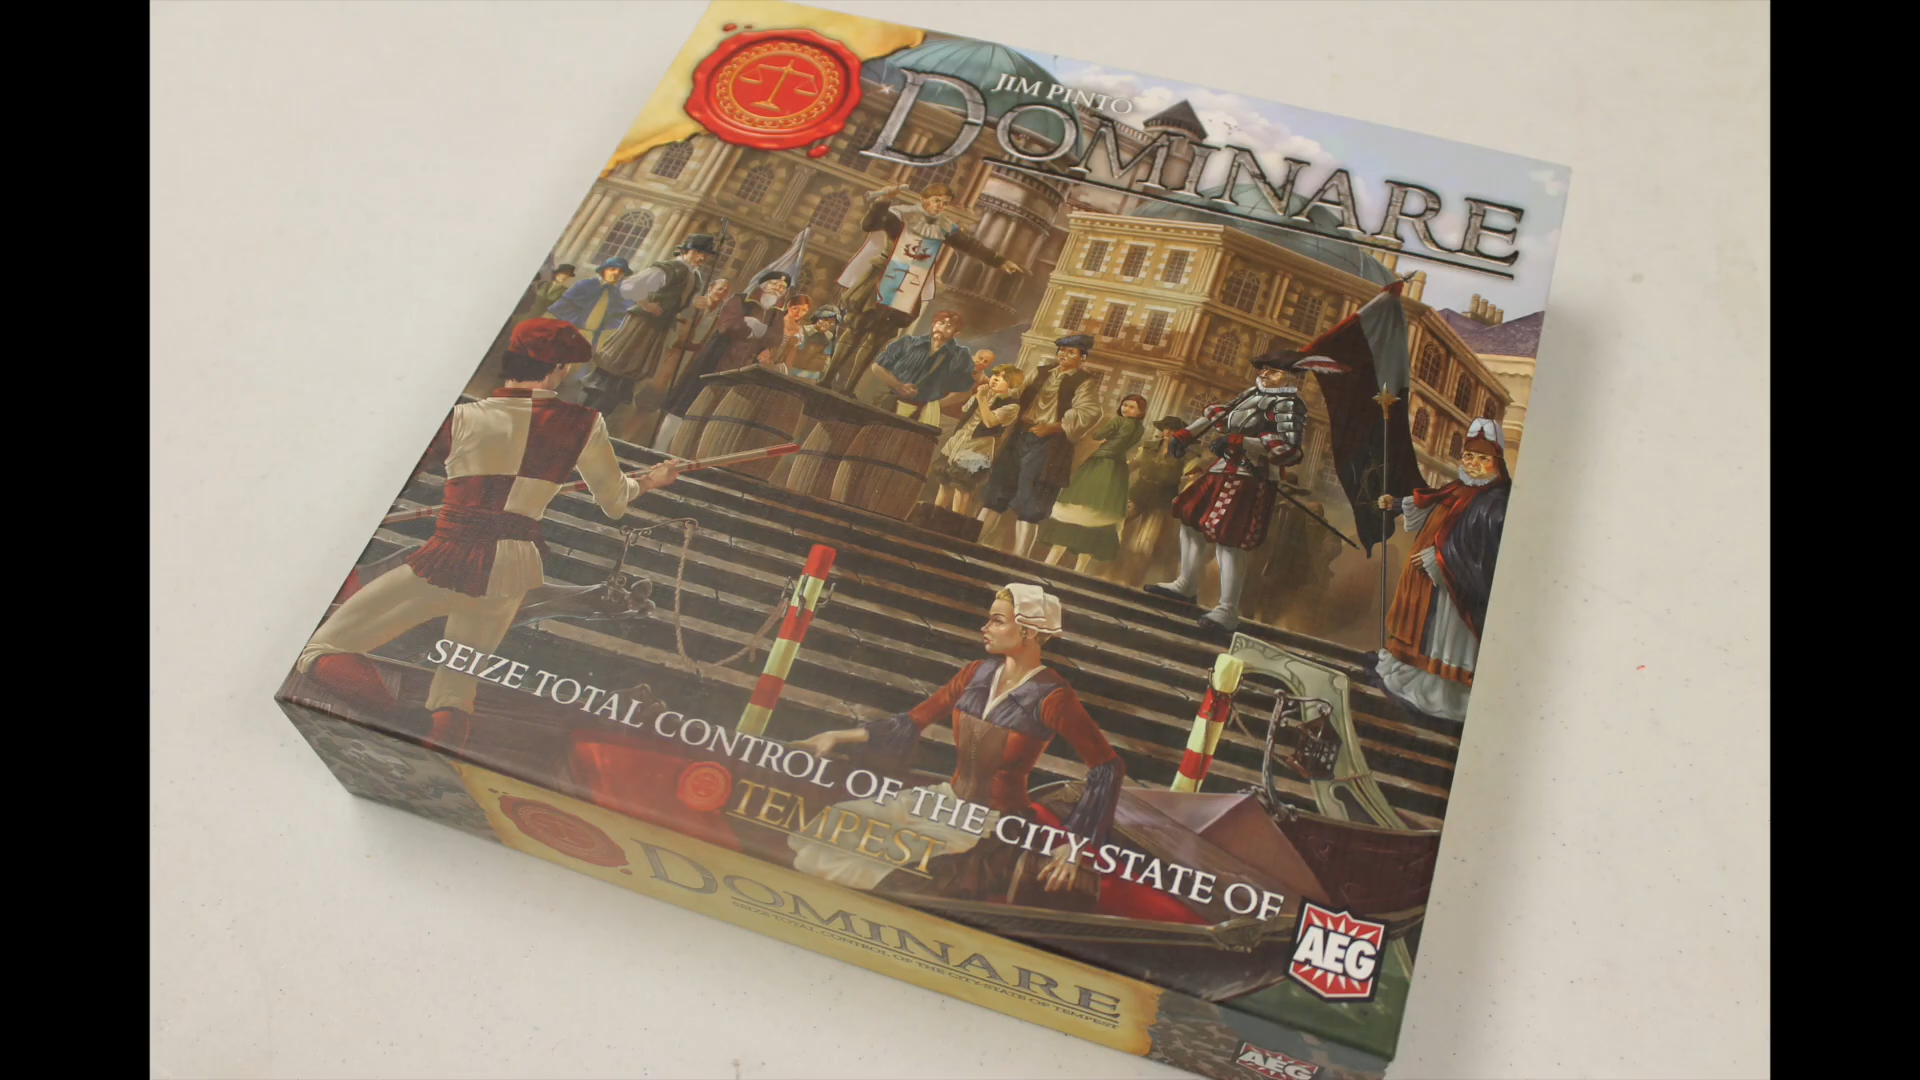 JIM PINTO
DOMINARE
SEIZE TOTAL CONTROL OF THE CITY-STATE OF
TEMPEST
AEG
DOMINARE
SEIZE TOTAL CONTROL OF THE CITY-STATE OF TEMPEST
AEG